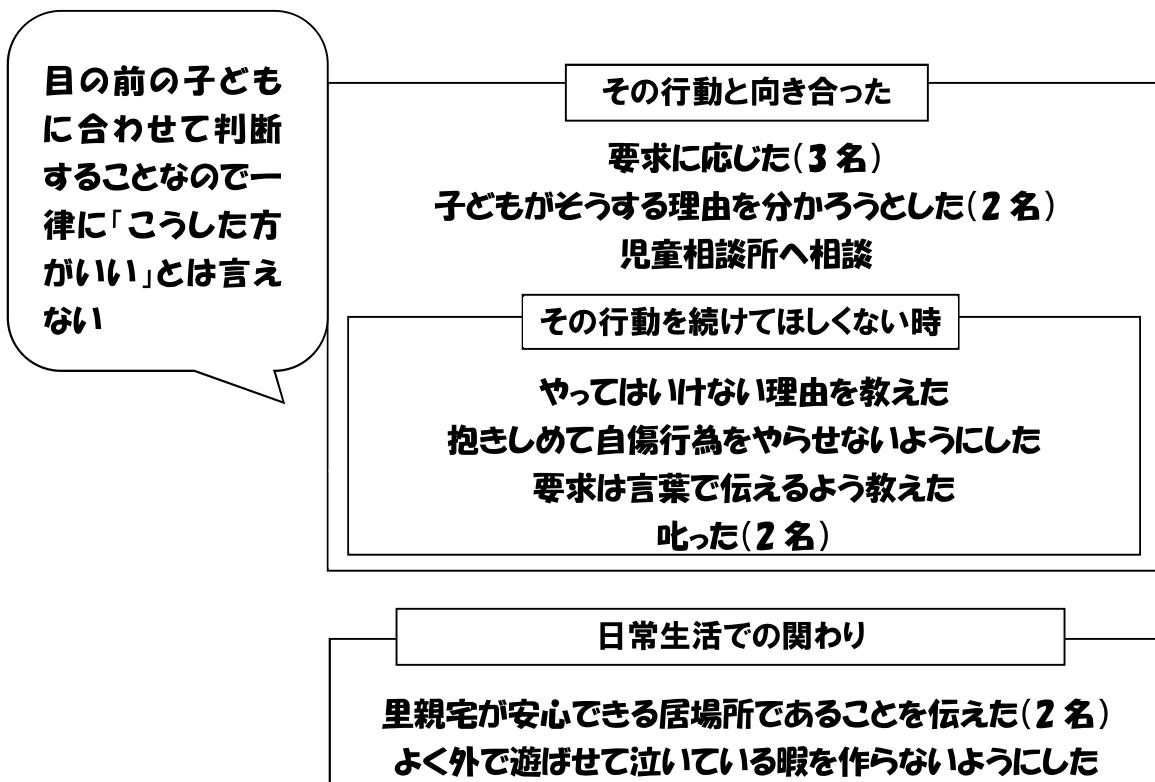 目の前の子ども
に合わせて判断
することなので一
律に「こうした方
がいい」とは言え
ない
その行動と向き合った
要求に応じた(3名)
子どもがそうする理由を分かろうとした(2名)
児童相談所へ相談
その行動を続けてほしくない時
やってはいけない理由を教えた
抱きしめて自傷行為をやらせないようにした
要求は言葉で伝えるよう教えた
叱った(2名)
日常生活での関わり
里親宅が安心できる居場所であることを伝えた(2名)
よく外で遊ばせて泣いている暇を作らないようにした